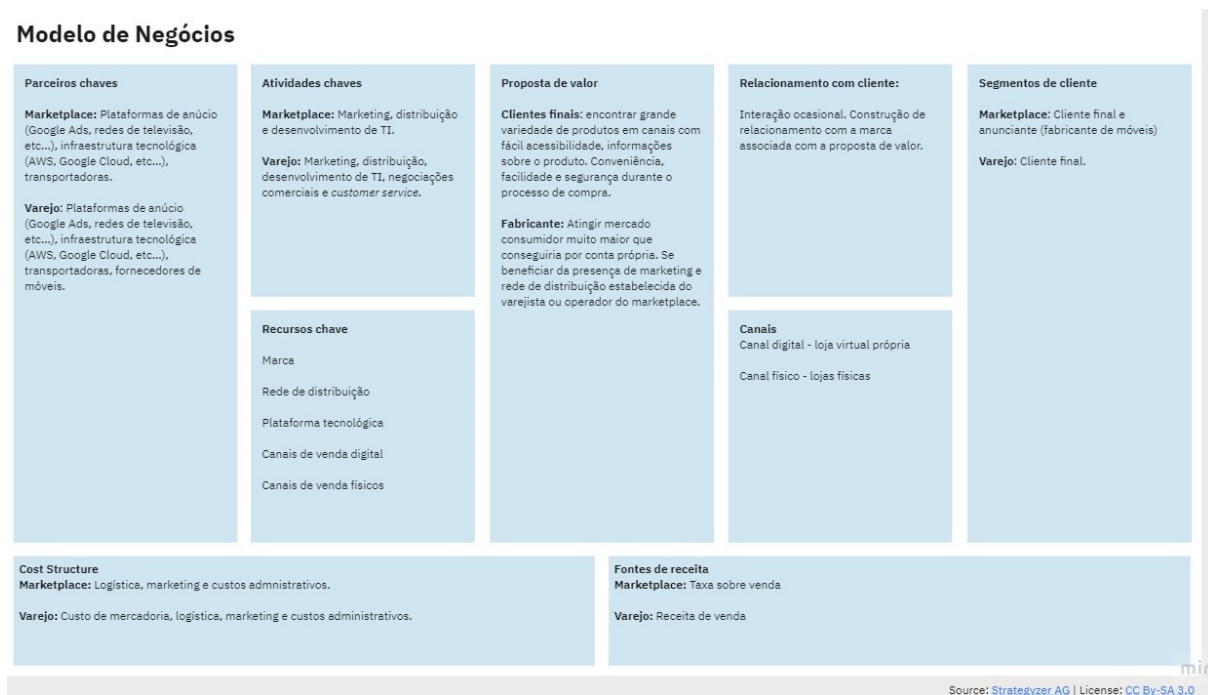 Modelo de Negócios
Parceiros chaves
Marketplace: Plataformas de anúcio
(Google Ads, redes de televisão,
etc...), infraestrutura tecnológica
(AWS, Google Cloud, etc...),
transportadoras.
Varejo: Plataformas de anúcio
(Google Ads, redes de televisão,
etc...), infraestrutura tecnológica
(AWS, Google Cloud, etc...),
transportadoras, fornecedores de
móveis.
Atividades chaves
Marketplace: Marketing, distribuição
e desenvolvimento de TI.
Varejo: Marketing, distribuição,
desenvolvimento de TI, negociações
comerciais e customer service.
Recursos chave
Marca
Rede de distribuição
Plataforma tecnológica
Canais de venda digital
Canais de venda físicos
Proposta de valor
Clientes finais: encontrar grande
variedade de produtos em canais com
fácil acessibilidade, informações
sobre o produto. Conveniência,
facilidade e segurança durante o
processo de compra.
Fabricante: Atingir mercado
consumidor muito maior que
conseguiria por conta própria. Se
beneficiar da presença de marketing e
rede de distribuição estabelecida do
varejista ou operador do marketplace.
Relacionamento com cliente:
Interação ocasional. Construção de
relacionamento com a marca
associada com a proposta de valor.
Canais
Canal digital - loja virtual própria
Canal físico - lojas físicas
Segmentos de cliente
Marketplace: Cliente final e
anunciante (fabricante de móveis)
Varejo: Cliente final.
Cost Structure
Marketplace: Logística, marketing e custos admnistrativos.
Varejo: Custo de mercadoria, logística, marketing e custos administrativos.
Fontes de receita
Marketplace: Taxa sobre venda
Varejo: Receita de venda
Source: Strategyzer AG | License: CC By-SA 3.0